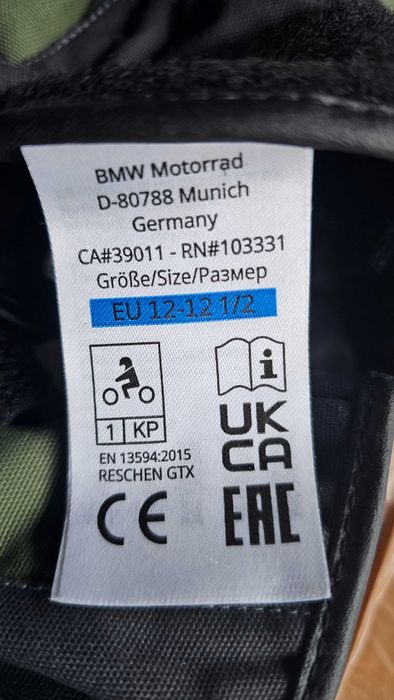 BMW Motorrad
D-80788 Munich
Germany
CA#39011 - RN#103331
Größe/Size/Размер
EU 12-12 1/2
1 KP
EN 13594:2015
RESCHEN GTX
i
UK
CA
CE
EAC